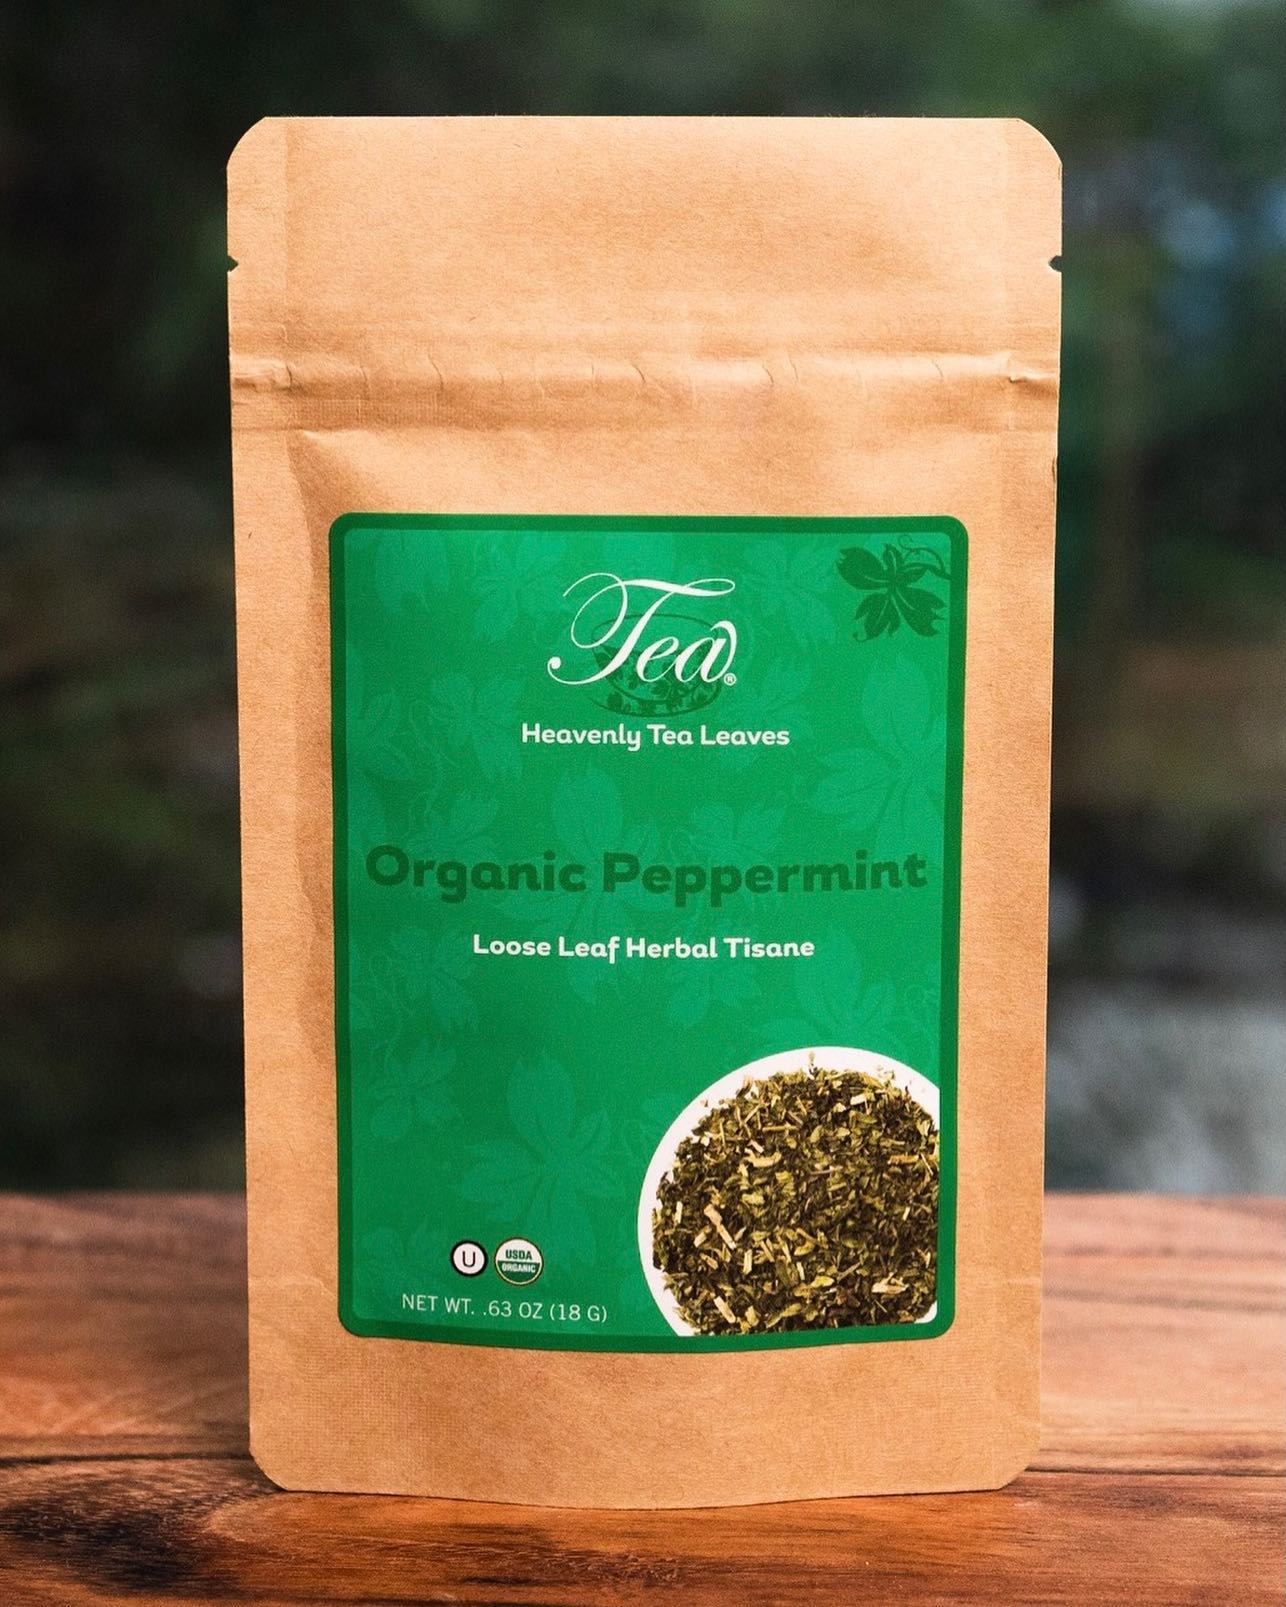 Tea®
Heavenly Tea Leaves
Organic Peppermint
Loose Leaf Herbal Tisane
U
USDA
ORGANIC
NET WT. .63 OZ (18 G)